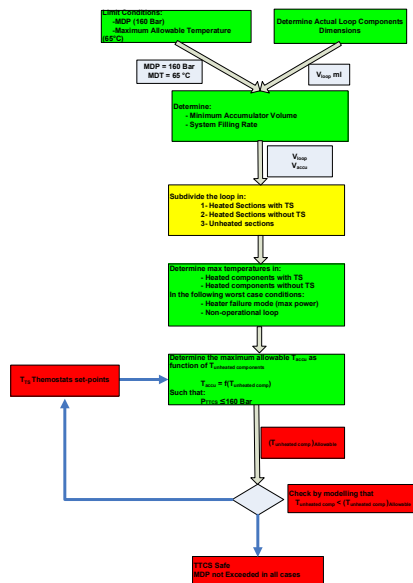 Limit Conditions:
-MDP (160 Bar)
-Maximum Allowable Temperature
(65°C)
Determine Actual Loop Components
Dimensions
MDP = 160 Bar
MDT = 65 °C
Vloop ml
Determine:
- Minimum Accumulator Volume
- System Filling Rate
Vloop
Vaccu
Subdivide the loop in:
1- Heated Sections with TS
2- Heated Sections without TS
3- Unheated sections
Determine max temperatures in:
- Heated components with TS
- Heated components without TS
In the following worst case conditions:
- Heater failure mode (max power)
- Non-operational loop
Determine the maximum allowable Taccu as
function of Tunheated components
Taccu = f(Tunheated comp)
Such that:
PTTCS ≤160 Bar
TTS Themostats set-points
(Tunheated comp)Allowable
Check by modelling that
Tunheated comp < (Tunheated comp)Allowable
TTCS Safe
MDP not Exceeded in all cases